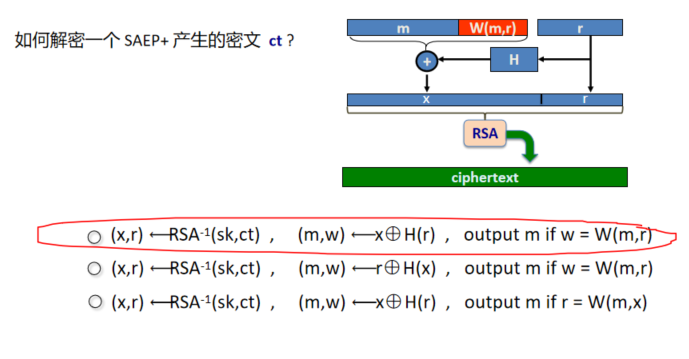 如何解密一个 SAEP+ 产生的密文 ct ?
m W(m,r) r
+ H
x r
RSA
ciphertext
(x,r) ←RSA⁻¹(sk,ct) , (m,w) ←x⊕H(r) , output m if w = W(m,r)
(x,r) ←RSA⁻¹(sk,ct) , (m,w) ←r⊕H(x) , output m if w = W(m,r)
(x,r) ←RSA⁻¹(sk,ct) , (m,w) ←x⊕H(r) , output m if r = W(m,x)